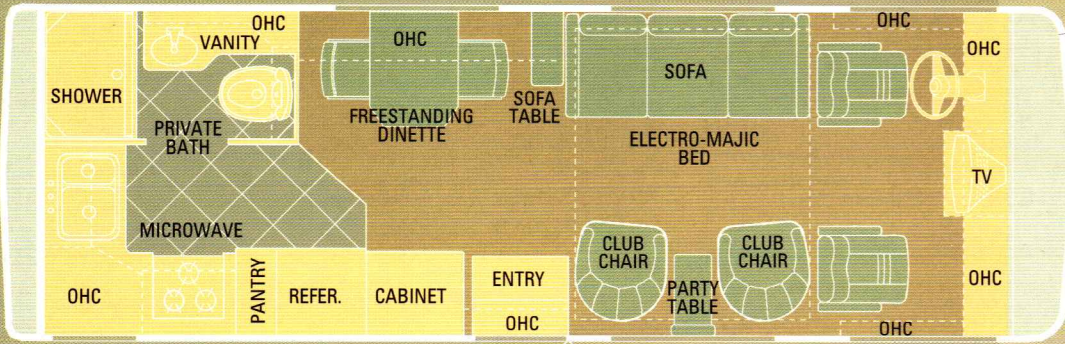 OHC
VANITY
SHOWER
PRIVATE
BATH
OHC
FREESTANDING
DINETTE
SOFA
TABLE
SOFA
ELECTRO-MAJIC
BED
OHC
OHC
TV
MICROWAVE
OHC
PANTRY
REFER.
CABINET
ENTRY
OHC
CLUB
CHAIR
PARTY
TABLE
CLUB
CHAIR
OHC
OHC